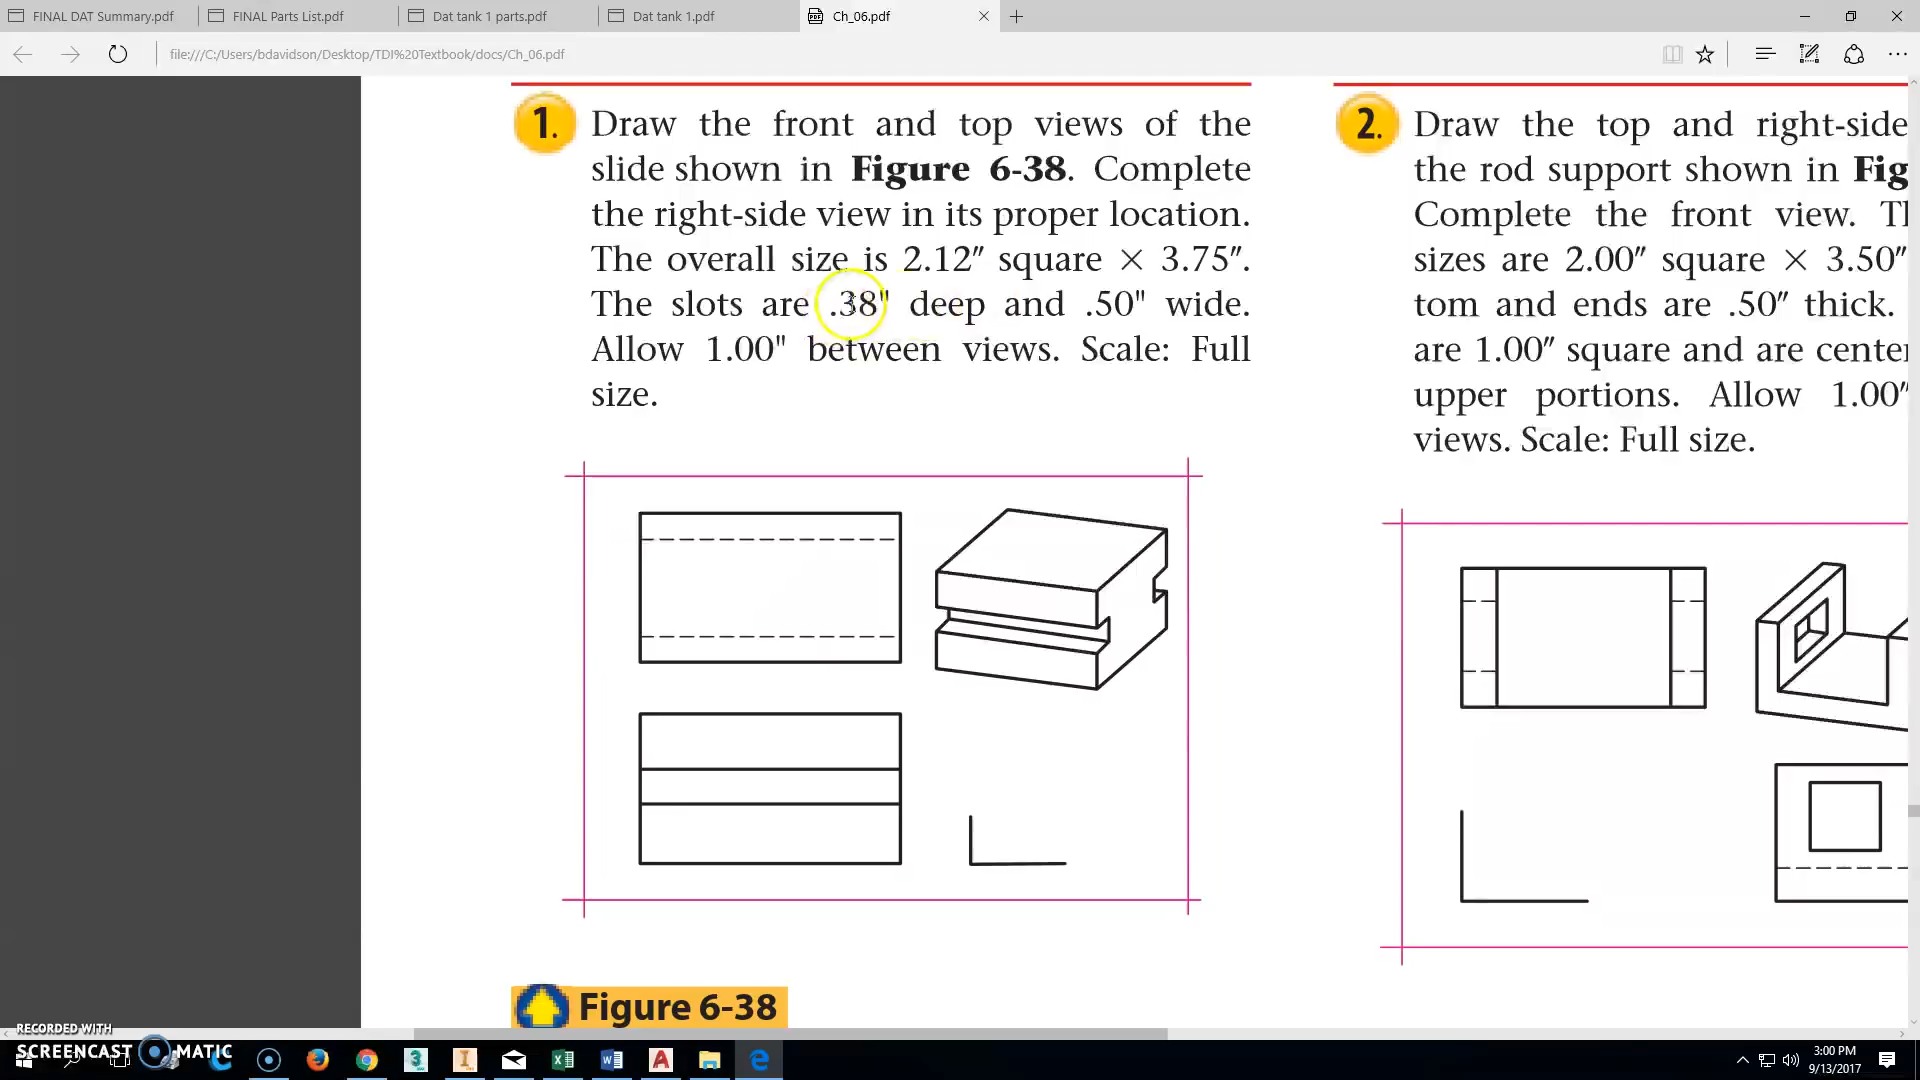 FINAL DAT Summary.pdf
FINAL Parts List.pdf
Dat tank 1 parts.pdf
Dat tank 1.pdf
Ch_06.pdf
file:///C:/Users/bdavidson/Desktop/TDI%20Textbook/docs/Ch_06.pdf
1. Draw the front and top views of the
slide shown in Figure 6-38. Complete
the right-side view in its proper location.
The overall size is 2.12″ square × 3.75″.
The slots are .38" deep and .50" wide.
Allow 1.00" between views. Scale: Full
size.
Figure 6-38
2. Draw the top and right-side
the rod support shown in Fig
Complete the front view.
sizes are 2.00″ square × 3.50″
tom and ends are .50″ thick.
are 1.00″ square and are center
upper portions. Allow 1.00″
views. Scale: Full size.
RECORDED WITH
SCREENCAST MATIC
3:00 PM
9/13/2017